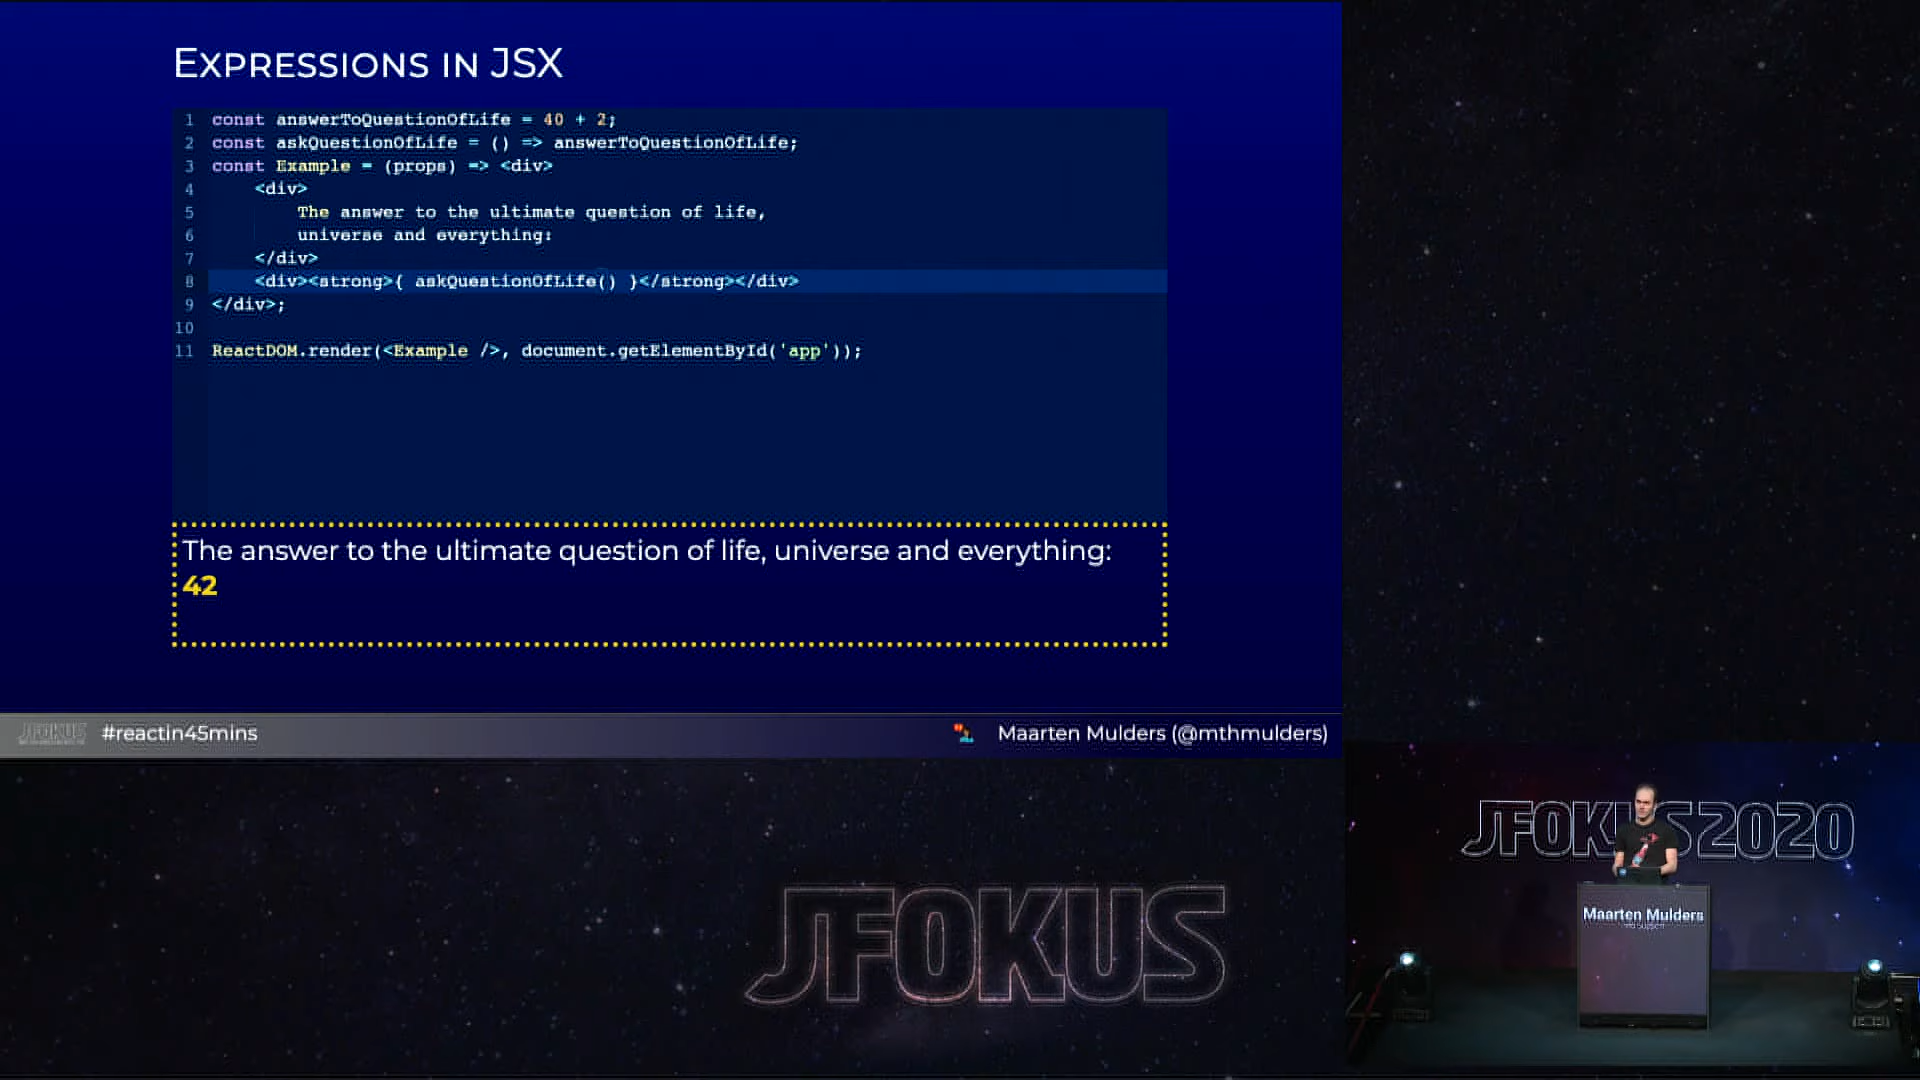 EXPRESSIONS IN JSX
1 const answerToQuestionOfLife = 40 + 2;
2 const askQuestionOfLife = () => answerToQuestionOfLife;
3 const Example = (props) => <div>
4 <div>
5 The answer to the ultimate question of life,
6 universe and everything:
7 </div>
8 <div><strong>{ askQuestionOfLife() }</strong></div>
9 </div>;
10
11 ReactDOM.render(<Example />, document.getElementById('app'));
The answer to the ultimate question of life, universe and everything:
42
JFOKUS #reactin45mins Maarten Mulders (@mthmulders)
JFOKUS
JFOKUS 2020
Maarten Mulders